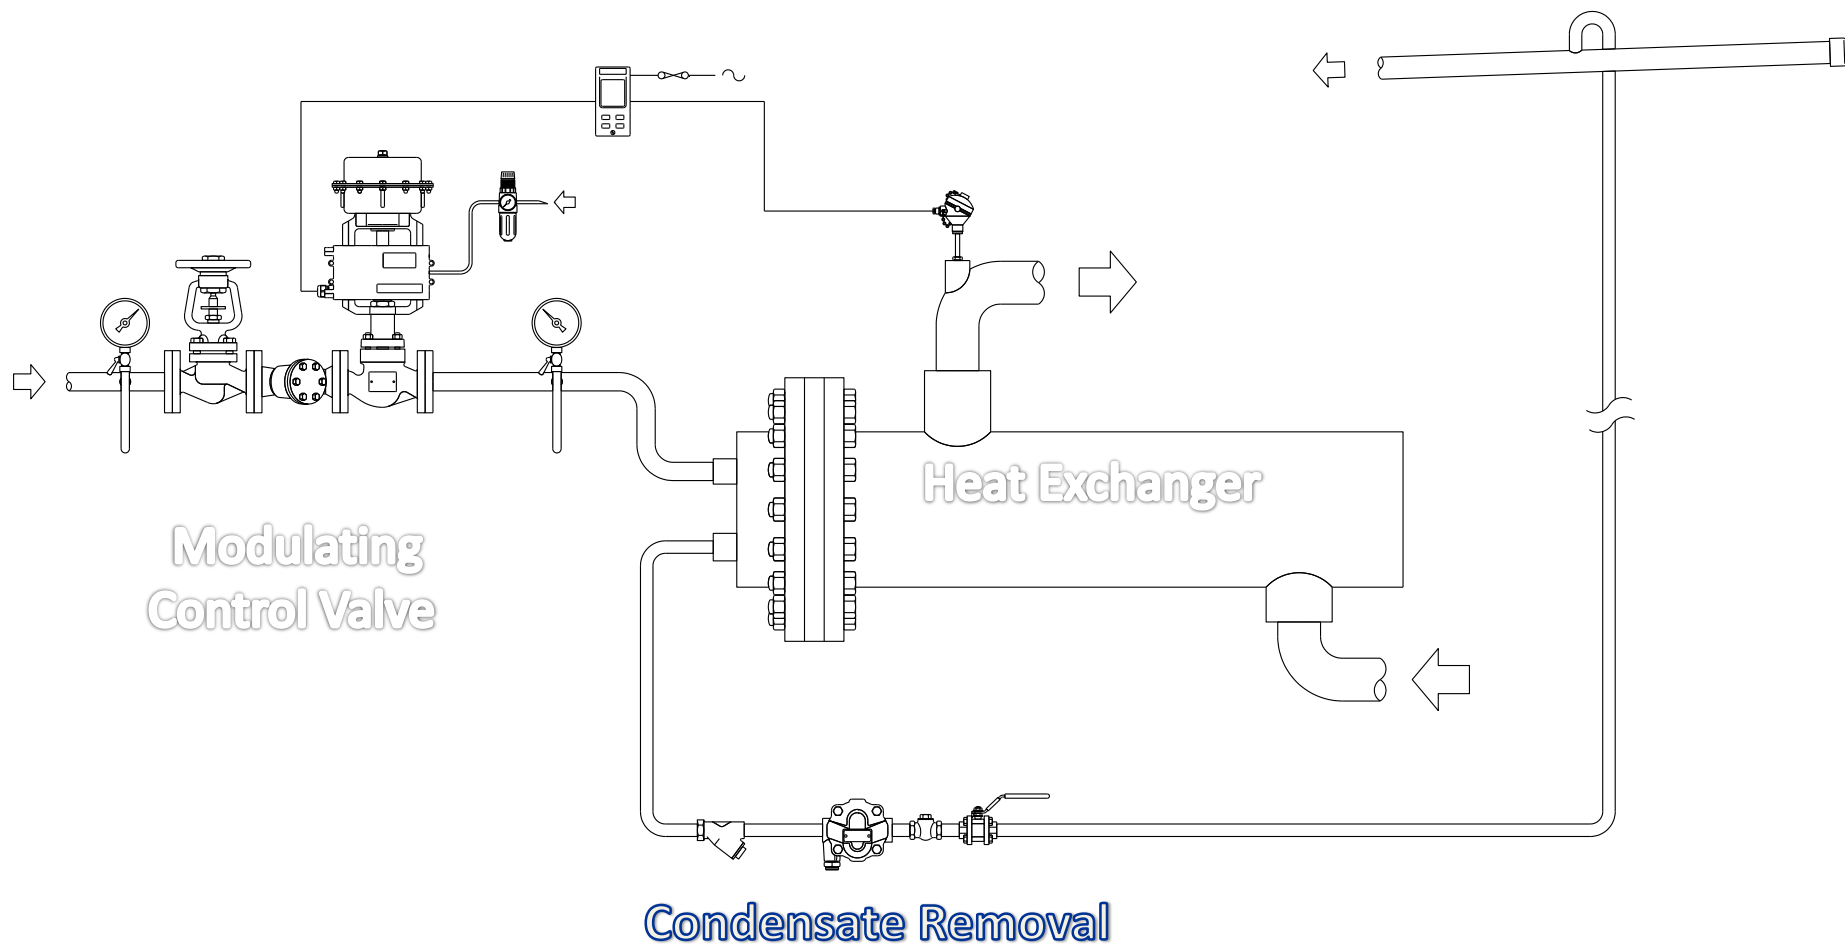 Heat Exchanger
Modulating
Control Valve
Condensate Removal